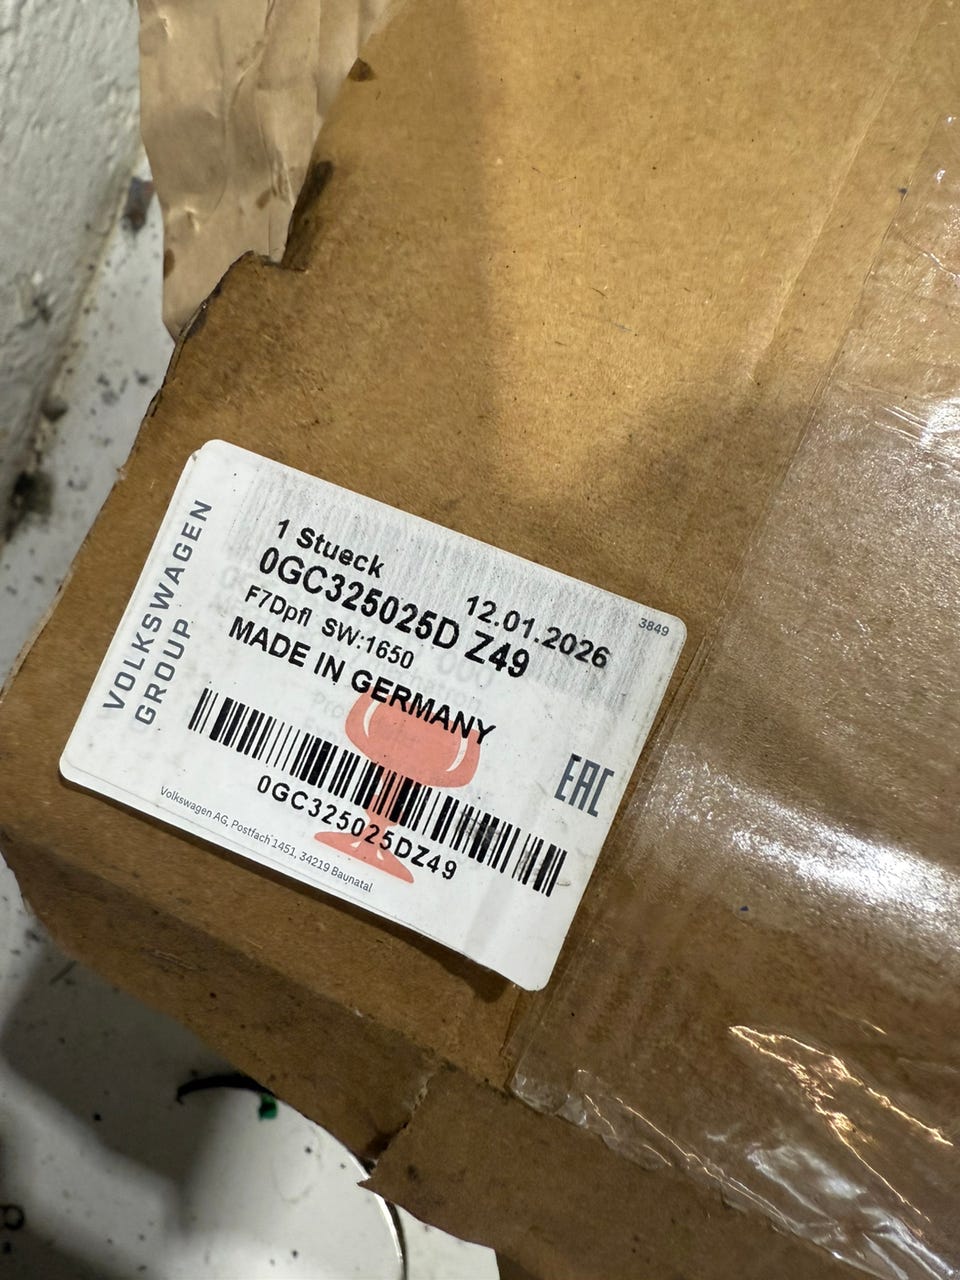 VOLKSWAGEN
GROUP
1 Stueck
12.01.2026
3849
0GC325025D Z49
F7Dpfl SW:1650
MADE IN GERMANY
EAC
0GC325025DZ49
Volkswagen AG, Postfach 1451, 34219 Baunatal